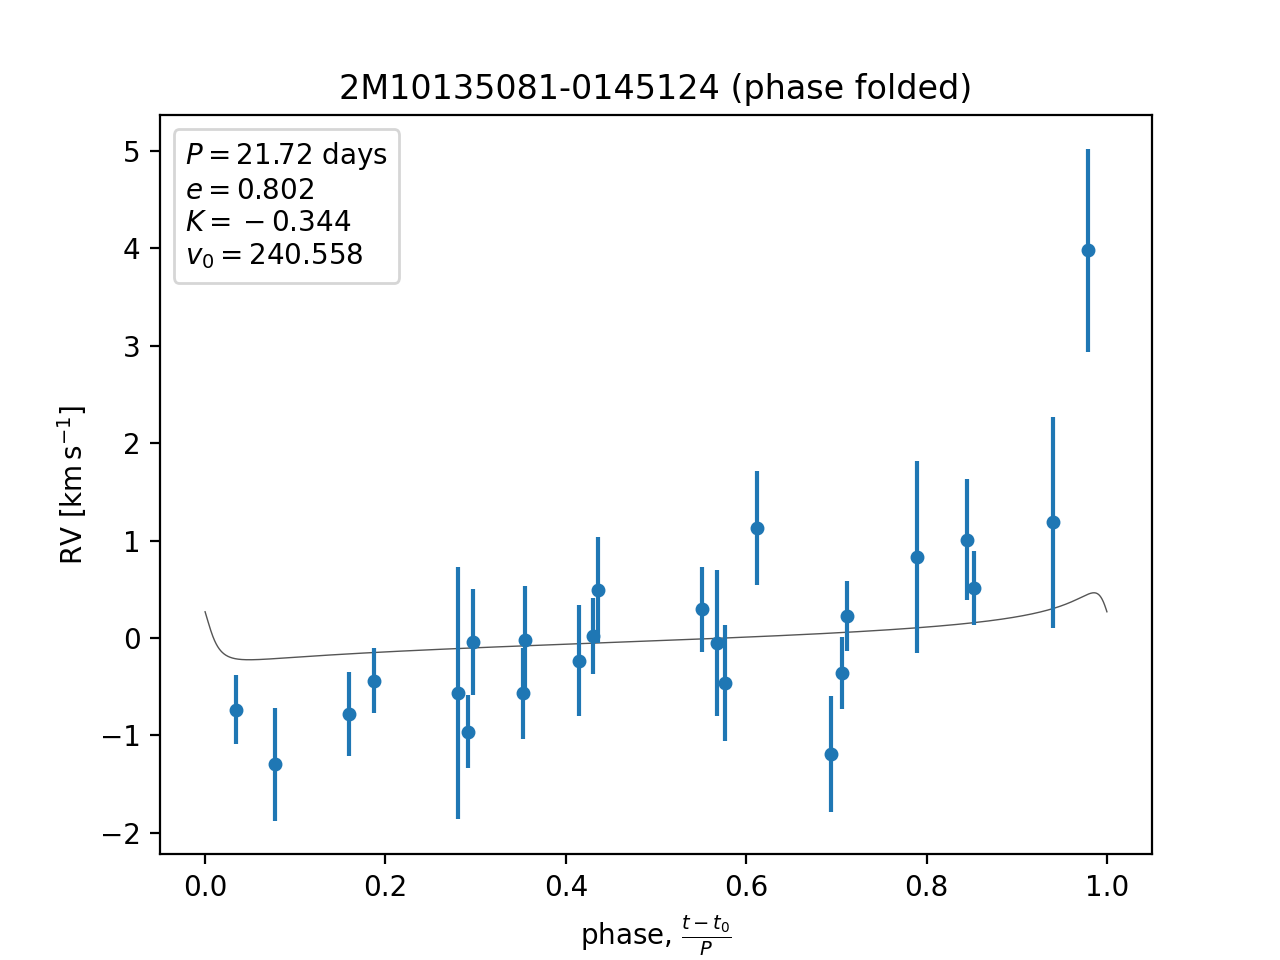 2M10135081-0145124 (phase folded)
P = 21.72 days
e = 0.802
K = −0.344
v₀ = 240.558
5
4
3
2
1
0
−1
−2
RV [km s⁻¹]
0.0 0.2 0.4 0.6 0.8 1.0
phase, (t − t₀)/P